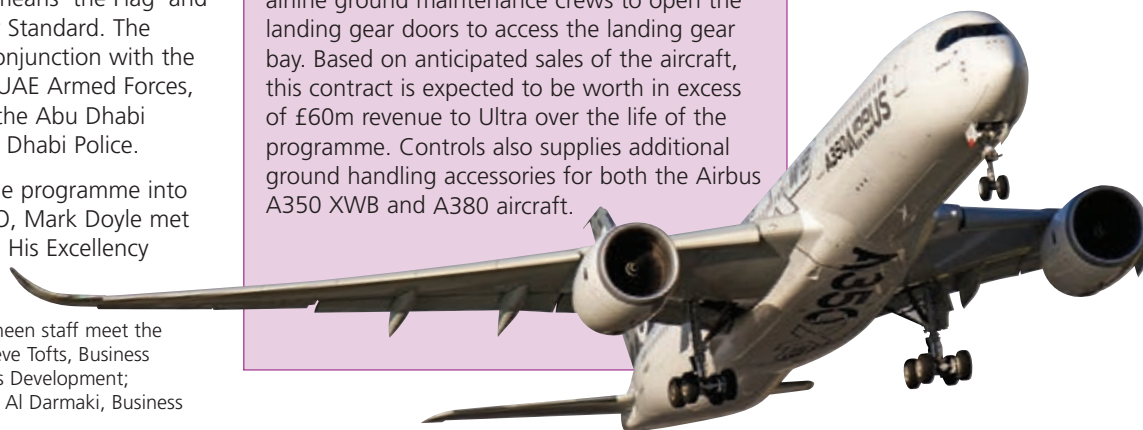 means 'the Flag' and
Standard. The
onjunction with the
UAE Armed Forces,
the Abu Dhabi
Dhabi Police.
e programme into
O, Mark Doyle met
His Excellency
een staff meet the
eve Tofts, Business
s Development;
Al Darmaki, Business
airline ground maintenance crews to open the
landing gear doors to access the landing gear
bay. Based on anticipated sales of the aircraft,
this contract is expected to be worth in excess
of £60m revenue to Ultra over the life of the
programme. Controls also supplies additional
ground handling accessories for both the Airbus
A350 XWB and A380 aircraft.
A350